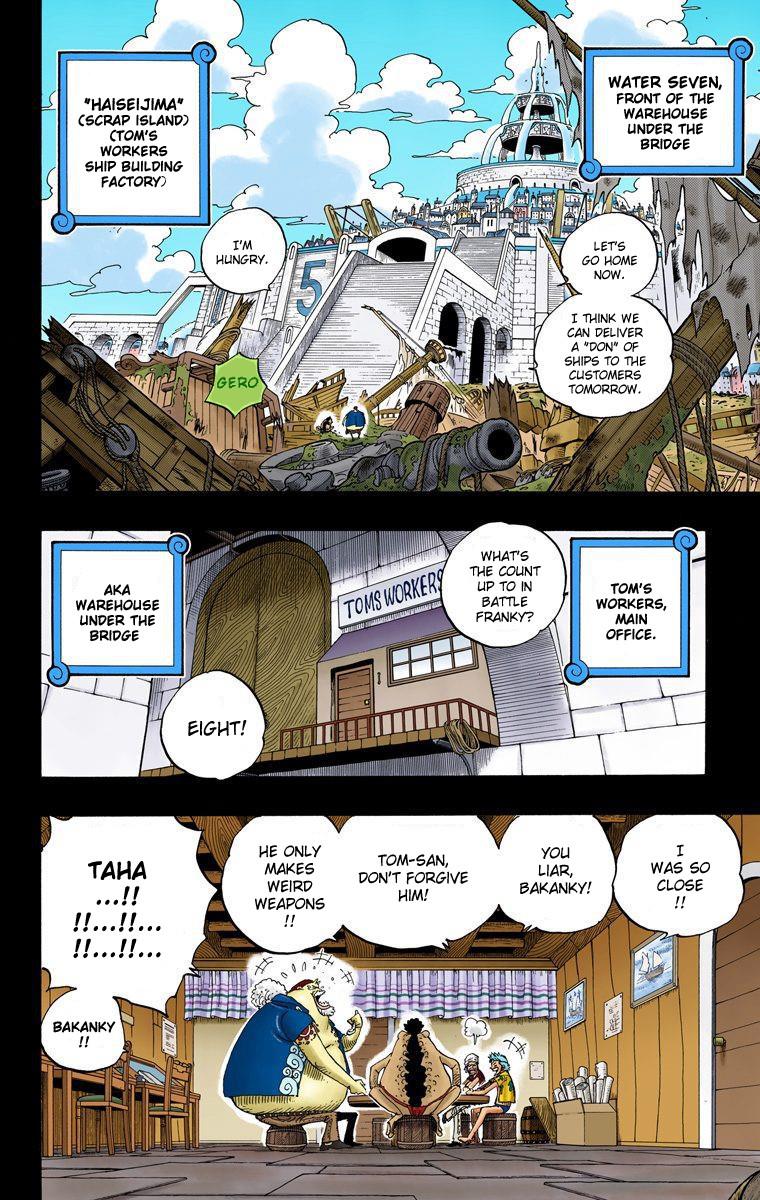 WATER SEVEN,
FRONT OF THE
WAREHOUSE
UNDER THE
BRIDGE
"HAISEIJIMA"
(SCRAP ISLAND)
(TOM'S
WORKERS
SHIP BUILDING
FACTORY)
LET'S
GO HOME
NOW.
I THINK WE
CAN DELIVER
A "DON" OF
SHIPS TO THE
CUSTOMERS
TOMORROW.
I'M
HUNGRY.
5
GERO
TOM'S
WORKERS,
MAIN
OFFICE.
WHAT'S
THE COUNT
UP TO IN
BATTLE
FRANKY?
TOMS WORKERS
AKA
WAREHOUSE
UNDER THE
BRIDGE
EIGHT!
I
WAS SO
CLOSE
!!
YOU
LIAR,
BAKANKY!
TOM-SAN,
DON'T FORGIVE
HIM!
HE ONLY
MAKES
WEIRD
WEAPONS
!!
TAHA
...!!
!!...!!...
!!...!!...
BAKANKY
!!